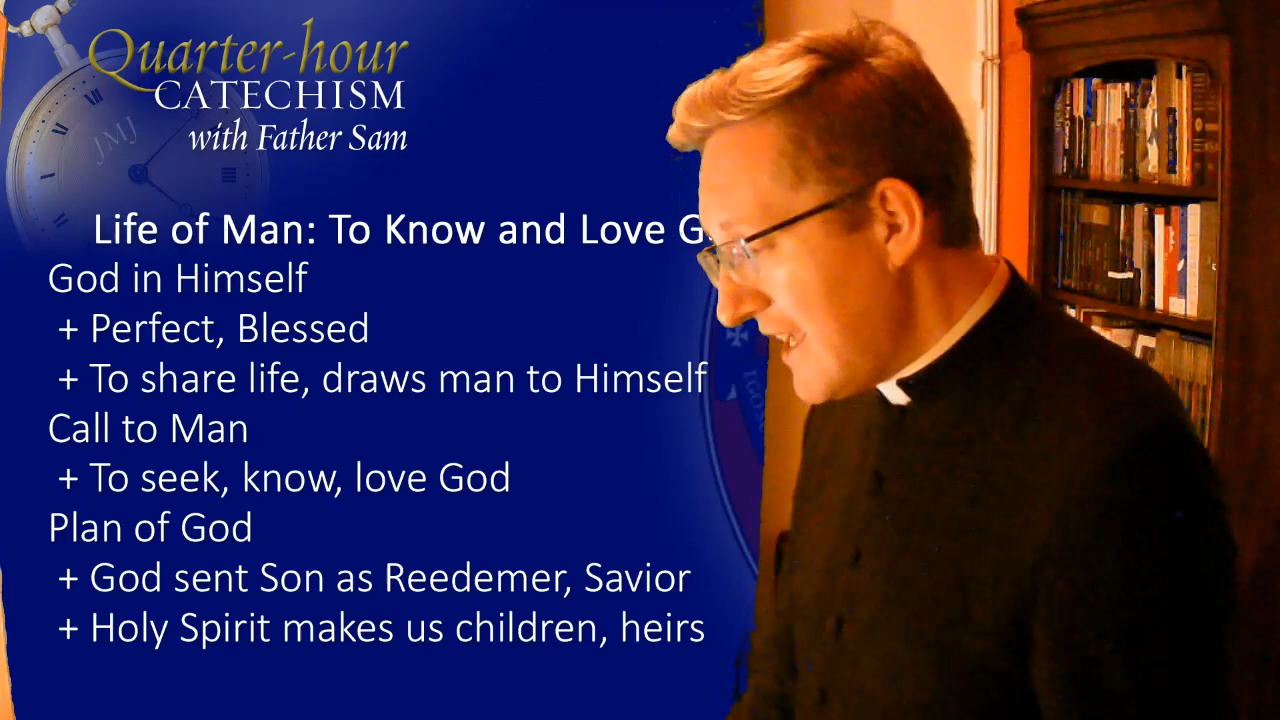 Quarter-hour
CATECHISM
with Father Sam
JMJ
Life of Man: To Know and Love G
God in Himself
+ Perfect, Blessed
+ To share life, draws man to Himself
Call to Man
+ To seek, know, love God
Plan of God
+ God sent Son as Reedemer, Savior
+ Holy Spirit makes us children, heirs